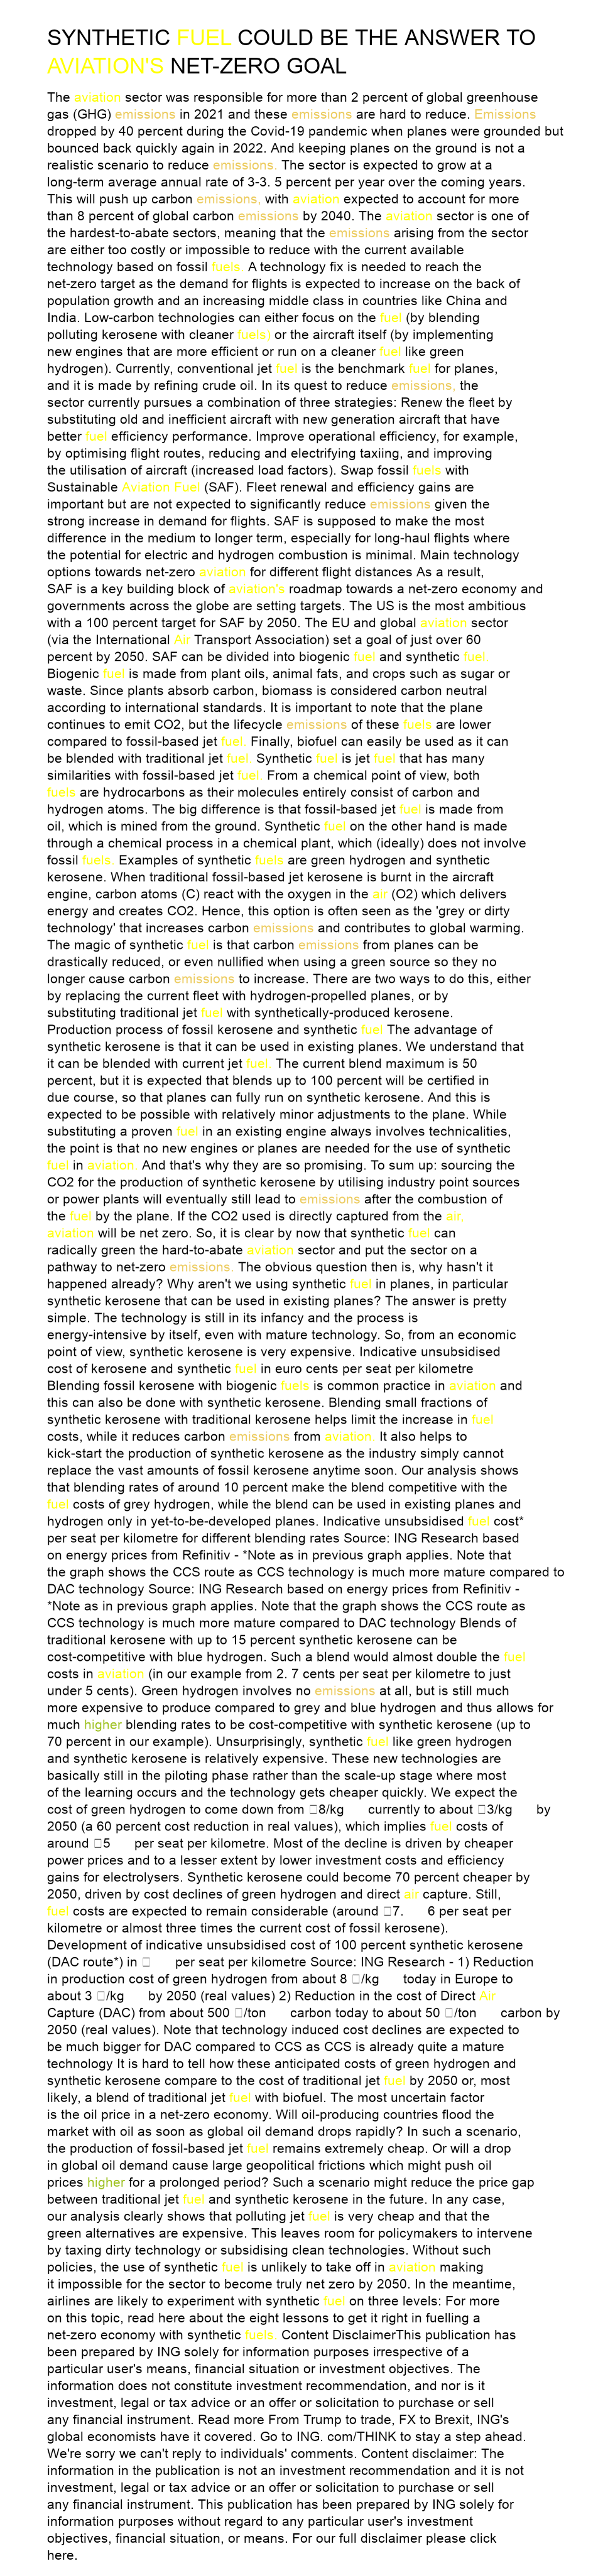 SYNTHETIC FUEL COULD BE THE ANSWER TO
AVIATION'S NET-ZERO GOAL
The aviation sector was responsible for more than 2 percent of global greenhouse
gas (GHG) emissions in 2021 and these emissions are hard to reduce. Emissions
dropped by 40 percent during the Covid-19 pandemic when planes were grounded but
bounced back quickly again in 2022. And keeping planes on the ground is not a
realistic scenario to reduce emissions. The sector is expected to grow at a
long-term average annual rate of 3-3. 5 percent per year over the coming years.
This will push up carbon emissions, with aviation expected to account for more
than 8 percent of global carbon emissions by 2040. The aviation sector is one of
the hardest-to-abate sectors, meaning that the emissions arising from the sector
are either too costly or impossible to reduce with the current available
technology based on fossil fuels. A technology fix is needed to reach the
net-zero target as the demand for flights is expected to increase on the back of
population growth and an increasing middle class in countries like China and
India. Low-carbon technologies can either focus on the fuel (by blending
polluting kerosene with cleaner fuels) or the aircraft itself (by implementing
new engines that are more efficient or run on a cleaner fuel like green
hydrogen). Currently, conventional jet fuel is the benchmark fuel for planes,
and it is made by refining crude oil. In its quest to reduce emissions, the
sector currently pursues a combination of three strategies: Renew the fleet by
substituting old and inefficient aircraft with new generation aircraft that have
better fuel efficiency performance. Improve operational efficiency, for example,
by optimising flight routes, reducing and electrifying taxiing, and improving
the utilisation of aircraft (increased load factors). Swap fossil fuels with
Sustainable Aviation Fuel (SAF). Fleet renewal and efficiency gains are
important but are not expected to significantly reduce emissions given the
strong increase in demand for flights. SAF is supposed to make the most
difference in the medium to longer term, especially for long-haul flights where
the potential for electric and hydrogen combustion is minimal. Main technology
options towards net-zero aviation for different flight distances As a result,
SAF is a key building block of aviation's roadmap towards a net-zero economy and
governments across the globe are setting targets. The US is the most ambitious
with a 100 percent target for SAF by 2050. The EU and global aviation sector
(via the International Air Transport Association) set a goal of just over 60
percent by 2050. SAF can be divided into biogenic fuel and synthetic fuel.
Biogenic fuel is made from plant oils, animal fats, and crops such as sugar or
waste. Since plants absorb carbon, biomass is considered carbon neutral
according to international standards. It is important to note that the plane
continues to emit CO2, but the lifecycle emissions of these fuels are lower
compared to fossil-based jet fuel. Finally, biofuel can easily be used as it can
be blended with traditional jet fuel. Synthetic fuel is jet fuel that has many
similarities with fossil-based jet fuel. From a chemical point of view, both
fuels are hydrocarbons as their molecules entirely consist of carbon and
hydrogen atoms. The big difference is that fossil-based jet fuel is made from
oil, which is mined from the ground. Synthetic fuel on the other hand is made
through a chemical process in a chemical plant, which (ideally) does not involve
fossil fuels. Examples of synthetic fuels are green hydrogen and synthetic
kerosene. When traditional fossil-based jet kerosene is burnt in the aircraft
engine, carbon atoms (C) react with the oxygen in the air (O2) which delivers
energy and creates CO2. Hence, this option is often seen as the 'grey or dirty
technology' that increases carbon emissions and contributes to global warming.
The magic of synthetic fuel is that carbon emissions from planes can be
drastically reduced, or even nullified when using a green source so they no
longer cause carbon emissions to increase. There are two ways to do this, either
by replacing the current fleet with hydrogen-propelled planes, or by
substituting traditional jet fuel with synthetically-produced kerosene.
Production process of fossil kerosene and synthetic fuel The advantage of
synthetic kerosene is that it can be used in existing planes. We understand that
it can be blended with current jet fuel. The current blend maximum is 50
percent, but it is expected that blends up to 100 percent will be certified in
due course, so that planes can fully run on synthetic kerosene. And this is
expected to be possible with relatively minor adjustments to the plane. While
substituting a proven fuel in an existing engine always involves technicalities,
the point is that no new engines or planes are needed for the use of synthetic
fuel in aviation. And that's why they are so promising. To sum up: sourcing the
CO2 for the production of synthetic kerosene by utilising industry point sources
or power plants will eventually still lead to emissions after the combustion of
the fuel by the plane. If the CO2 used is directly captured from the air,
aviation will be net zero. So, it is clear by now that synthetic fuel can
radically green the hard-to-abate aviation sector and put the sector on a
pathway to net-zero emissions. The obvious question then is, why hasn't it
happened already? Why aren't we using synthetic fuel in planes, in particular
synthetic kerosene that can be used in existing planes? The answer is pretty
simple. The technology is still in its infancy and the process is
energy-intensive by itself, even with mature technology. So, from an economic
point of view, synthetic kerosene is very expensive. Indicative unsubsidised
cost of kerosene and synthetic fuel in euro cents per seat per kilometre
Blending fossil kerosene with biogenic fuels is common practice in aviation and
this can also be done with synthetic kerosene. Blending small fractions of
synthetic kerosene with traditional kerosene helps limit the increase in fuel
costs, while it reduces carbon emissions from aviation. It also helps to
kick-start the production of synthetic kerosene as the industry simply cannot
replace the vast amounts of fossil kerosene anytime soon. Our analysis shows
that blending rates of around 10 percent make the blend competitive with the
fuel costs of grey hydrogen, while the blend can be used in existing planes and
hydrogen only in yet-to-be-developed planes. Indicative unsubsidised fuel cost*
per seat per kilometre for different blending rates Source: ING Research based
on energy prices from Refinitiv - *Note as in previous graph applies. Note that
the graph shows the CCS route as CCS technology is much more mature compared to
DAC technology Source: ING Research based on energy prices from Refinitiv -
*Note as in previous graph applies. Note that the graph shows the CCS route as
CCS technology is much more mature compared to DAC technology Blends of
traditional kerosene with up to 15 percent synthetic kerosene can be
cost-competitive with blue hydrogen. Such a blend would almost double the fuel
costs in aviation (in our example from 2. 7 cents per seat per kilometre to just
under 5 cents). Green hydrogen involves no emissions at all, but is still much
more expensive to produce compared to grey and blue hydrogen and thus allows for
much higher blending rates to be cost-competitive with synthetic kerosene (up to
70 percent in our example). Unsurprisingly, synthetic fuel like green hydrogen
and synthetic kerosene is relatively expensive. These new technologies are
basically still in the piloting phase rather than the scale-up stage where most
of the learning occurs and the technology gets cheaper quickly. We expect the
cost of green hydrogen to come down from □8/kg currently to about □3/kg by
2050 (a 60 percent cost reduction in real values), which implies fuel costs of
around □5 per seat per kilometre. Most of the decline is driven by cheaper
power prices and to a lesser extent by lower investment costs and efficiency
gains for electrolysers. Synthetic kerosene could become 70 percent cheaper by
2050, driven by cost declines of green hydrogen and direct air capture. Still,
fuel costs are expected to remain considerable (around □7. 6 per seat per
kilometre or almost three times the current cost of fossil kerosene).
Development of indicative unsubsidised cost of 100 percent synthetic kerosene
(DAC route*) in □ per seat per kilometre Source: ING Research - 1) Reduction
in production cost of green hydrogen from about 8 □/kg today in Europe to
about 3 □/kg by 2050 (real values) 2) Reduction in the cost of Direct Air
Capture (DAC) from about 500 □/ton carbon today to about 50 □/ton carbon by
2050 (real values). Note that technology induced cost declines are expected to
be much bigger for DAC compared to CCS as CCS is already quite a mature
technology It is hard to tell how these anticipated costs of green hydrogen and
synthetic kerosene compare to the cost of traditional jet fuel by 2050 or, most
likely, a blend of traditional jet fuel with biofuel. The most uncertain factor
is the oil price in a net-zero economy. Will oil-producing countries flood the
market with oil as soon as global oil demand drops rapidly? In such a scenario,
the production of fossil-based jet fuel remains extremely cheap. Or will a drop
in global oil demand cause large geopolitical frictions which might push oil
prices higher for a prolonged period? Such a scenario might reduce the price gap
between traditional jet fuel and synthetic kerosene in the future. In any case,
our analysis clearly shows that polluting jet fuel is very cheap and that the
green alternatives are expensive. This leaves room for policymakers to intervene
by taxing dirty technology or subsidising clean technologies. Without such
policies, the use of synthetic fuel is unlikely to take off in aviation making
it impossible for the sector to become truly net zero by 2050. In the meantime,
airlines are likely to experiment with synthetic fuel on three levels: For more
on this topic, read here about the eight lessons to get it right in fuelling a
net-zero economy with synthetic fuels. Content DisclaimerThis publication has
been prepared by ING solely for information purposes irrespective of a
particular user's means, financial situation or investment objectives. The
information does not constitute investment recommendation, and nor is it
investment, legal or tax advice or an offer or solicitation to purchase or sell
any financial instrument. Read more From Trump to trade, FX to Brexit, ING's
global economists have it covered. Go to ING. com/THINK to stay a step ahead.
We're sorry we can't reply to individuals' comments. Content disclaimer: The
information in the publication is not an investment recommendation and it is not
investment, legal or tax advice or an offer or solicitation to purchase or sell
any financial instrument. This publication has been prepared by ING solely for
information purposes without regard to any particular user's investment
objectives, financial situation, or means. For our full disclaimer please click
here.